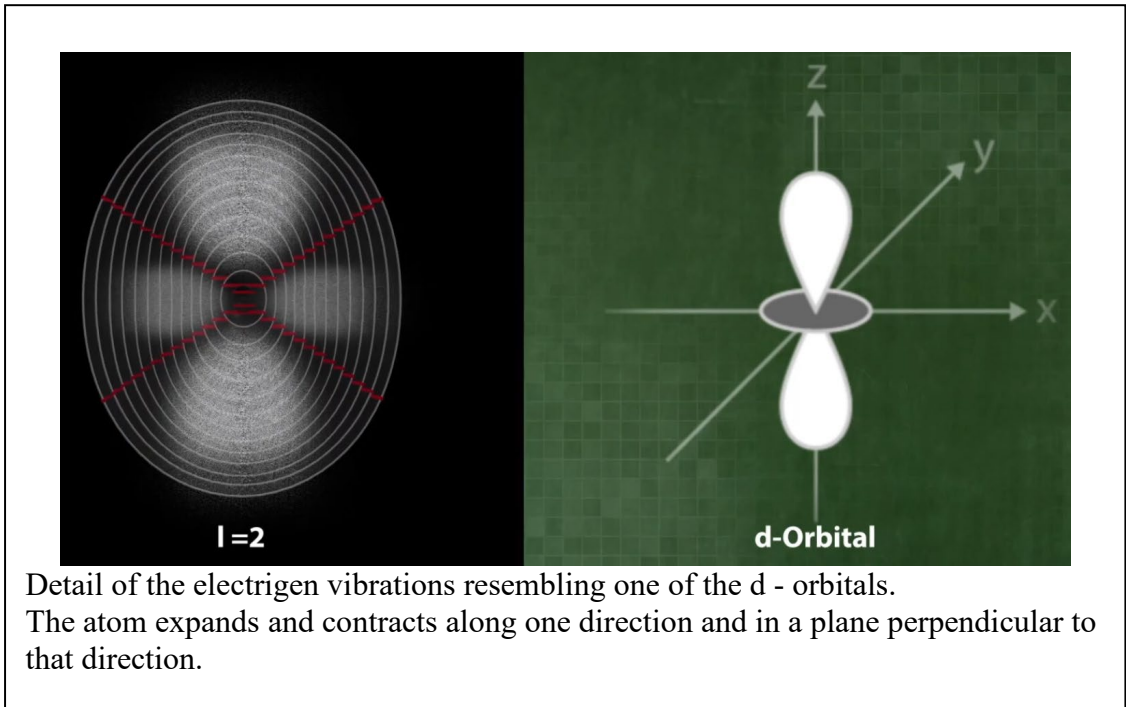 z
y
x
l =2
d-Orbital
Detail of the electrigen vibrations resembling one of the d - orbitals.
The atom expands and contracts along one direction and in a plane perpendicular to
that direction.